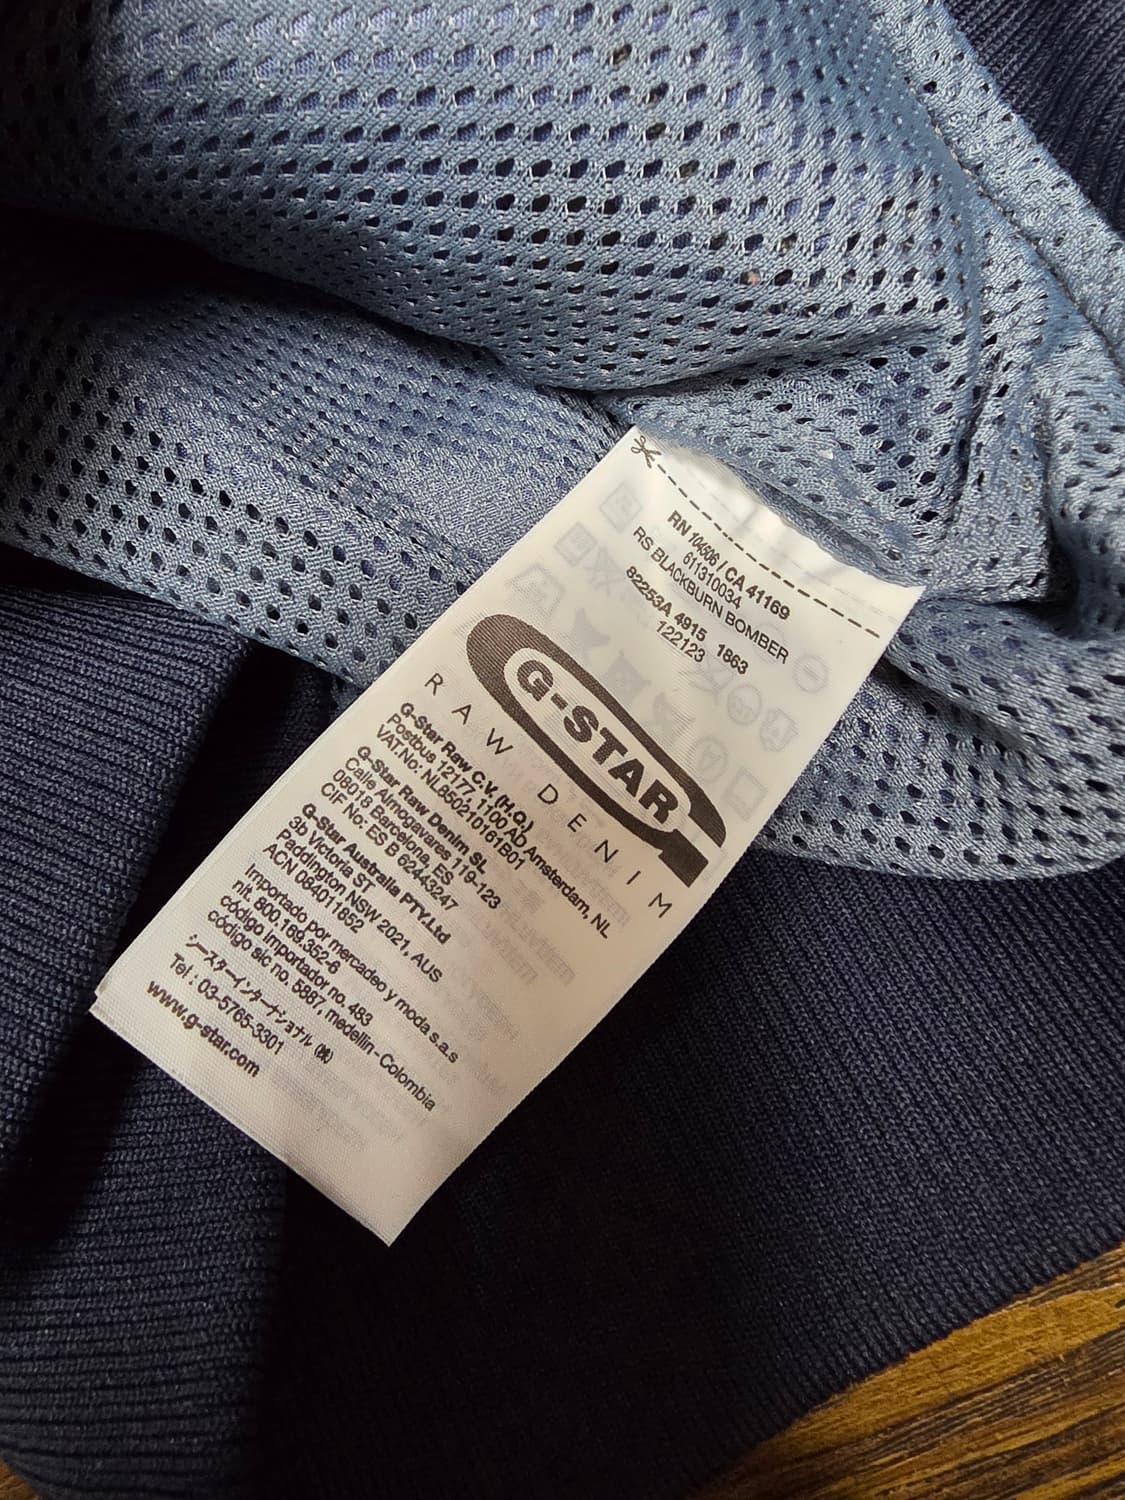 RN 104606 / CA 41169
611310034
RS BLACKBURN BOMBER
82253A 4915 1863
122123
G-STAR
RAW DENIM
G-Star Raw C.V. (H.Q.)
Postbus 12177, 1100 AD Amsterdam, NL
VAT.No. NL850210161B01
G-Star Raw Denim SL
Calle Almogavares 119-123
08018 Barcelona, ES
CIF No: ES B 62443247
G-Star Australia PTY.Ltd
3b Victoria ST
Paddington NSW 2021, AUS
ACN 084011852
Importado por mercadeo y moda s.a.s
nit. 800.169.352-6
código importador no. 483
código sic no. 5887, medellin - Colombia
ジースターインターナショナル(株)
Tel : 03-5765-3301
www.g-star.com